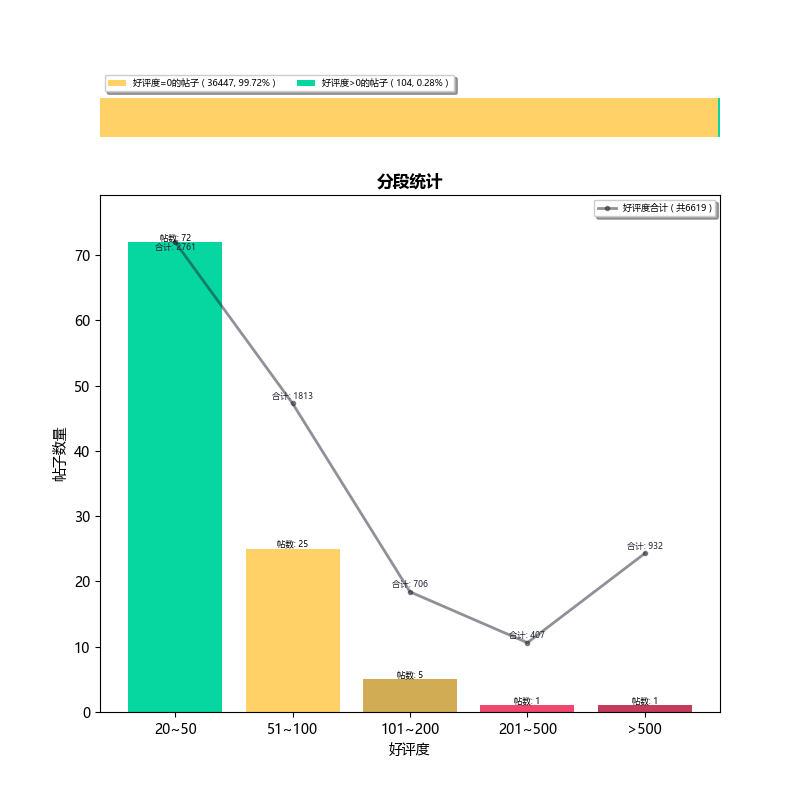 好评度=0的帖子 ( 36447, 99.72% ) 好评度>0的帖子 ( 104, 0.28% )
分段统计
好评度合计 ( 共6619 )
帖数: 72
合计: 2761
合计: 1813
帖数: 25
合计: 706
帖数: 5
合计: 407
帖数: 1
合计: 932
帖数: 1
70
60
50
40
30
20
10
0
帖子数量
20~50 51~100 101~200 201~500 >500
好评度